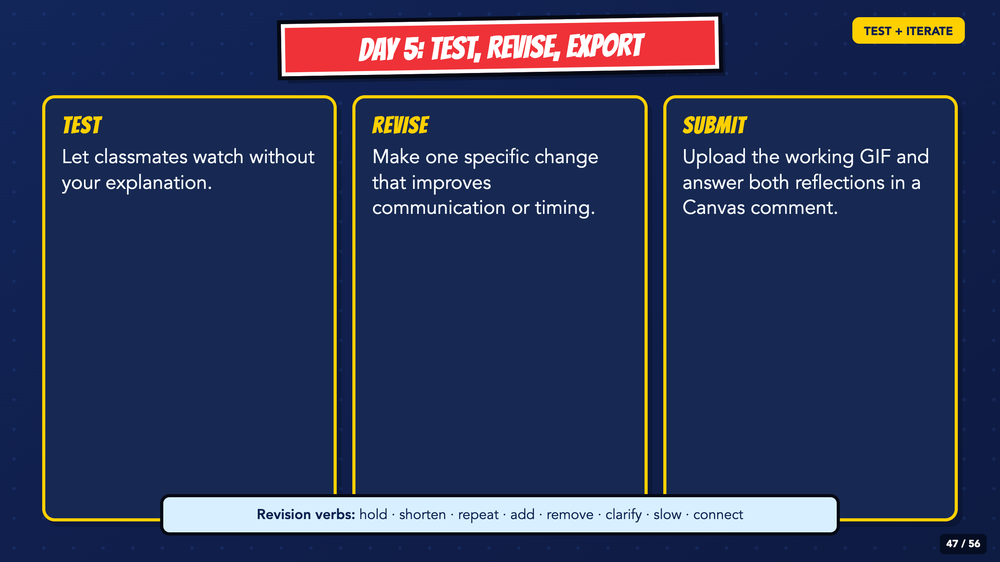 DAY 5: TEST, REVISE, EXPORT
TEST + ITERATE
TEST
Let classmates watch without
your explanation.
REVISE
Make one specific change
that improves
communication or timing.
SUBMIT
Upload the working GIF and
answer both reflections in a
Canvas comment.
Revision verbs: hold · shorten · repeat · add · remove · clarify · slow · connect
47 / 56